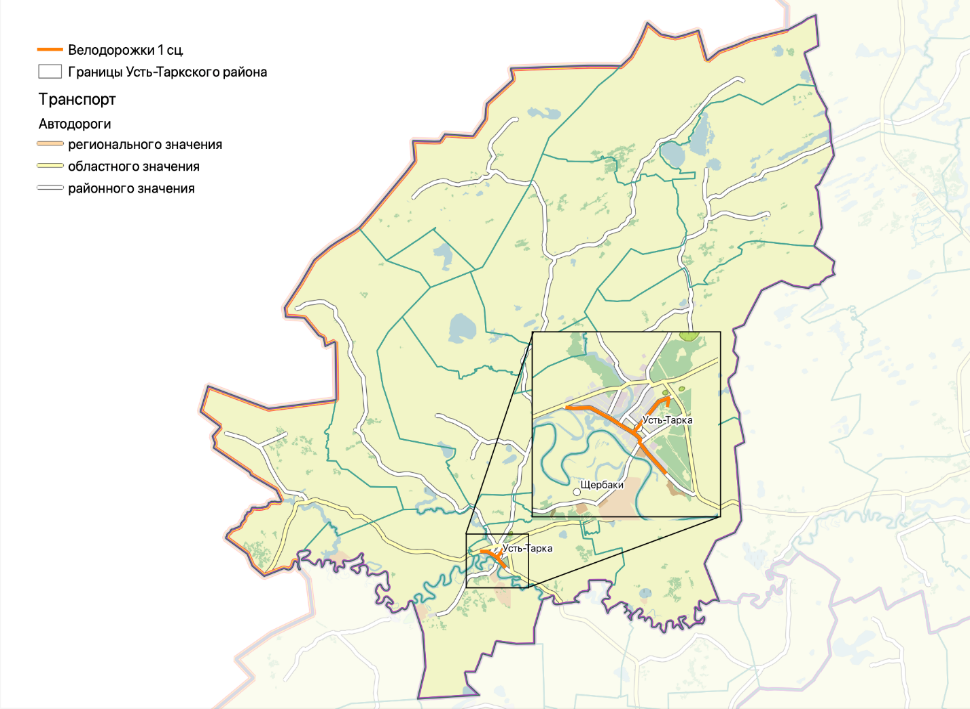 Велодорожки 1 сц.
Границы Усть-Таркского района
Транспорт
Автодороги
регионального значения
областного значения
районного значения
Усть-Тарка
Щербаки
Усть-Тарка